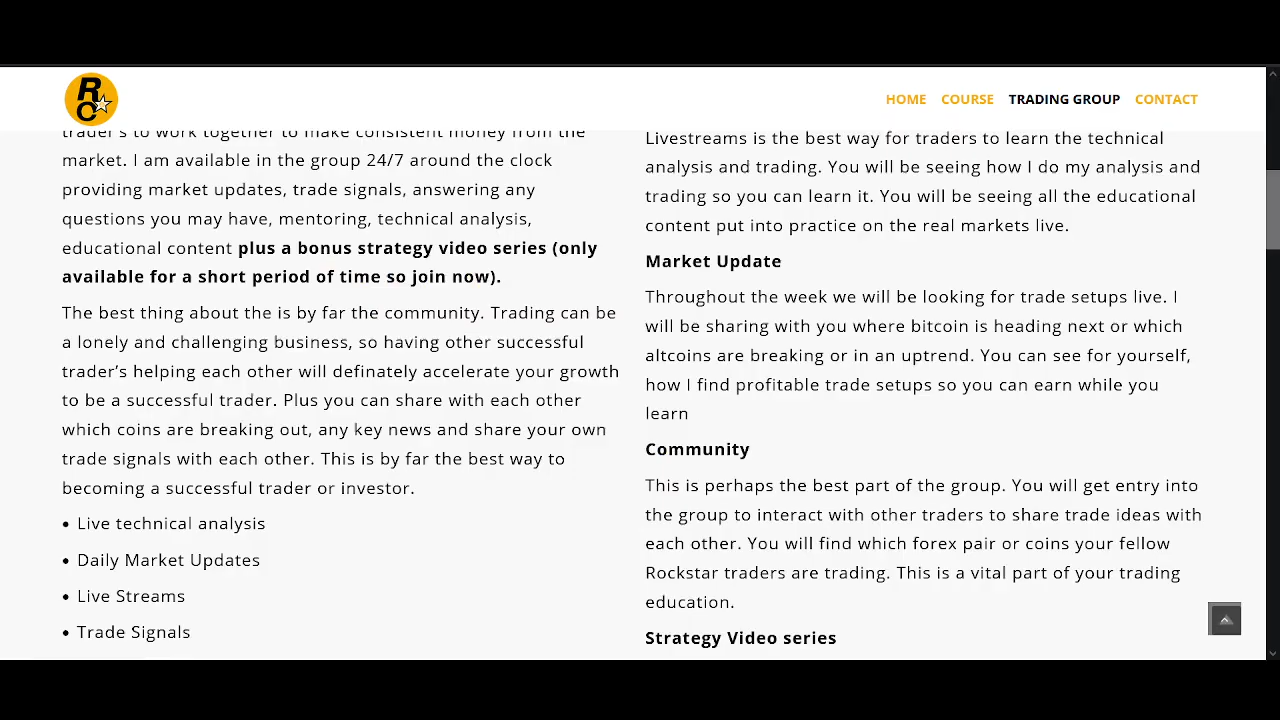 R
C
HOME COURSE TRADING GROUP CONTACT
trader's to work together to make consistent money from the
market. I am available in the group 24/7 around the clock
providing market updates, trade signals, answering any
questions you may have, mentoring, technical analysis,
educational content plus a bonus strategy video series (only
available for a short period of time so join now).
The best thing about the is by far the community. Trading can be
a lonely and challenging business, so having other successful
trader’s helping each other will definately accelerate your growth
to be a successful trader. Plus you can share with each other
which coins are breaking out, any key news and share your own
trade signals with each other. This is by far the best way to
becoming a successful trader or investor.
• Live technical analysis
• Daily Market Updates
• Live Streams
• Trade Signals
Livestreams is the best way for traders to learn the technical
analysis and trading. You will be seeing how I do my analysis and
trading so you can learn it. You will be seeing all the educational
content put into practice on the real markets live.
Market Update
Throughout the week we will be looking for trade setups live. I
will be sharing with you where bitcoin is heading next or which
altcoins are breaking or in an uptrend. You can see for yourself,
how I find profitable trade setups so you can earn while you
learn
Community
This is perhaps the best part of the group. You will get entry into
the group to interact with other traders to share trade ideas with
each other. You will find which forex pair or coins your fellow
Rockstar traders are trading. This is a vital part of your trading
education.
Strategy Video series